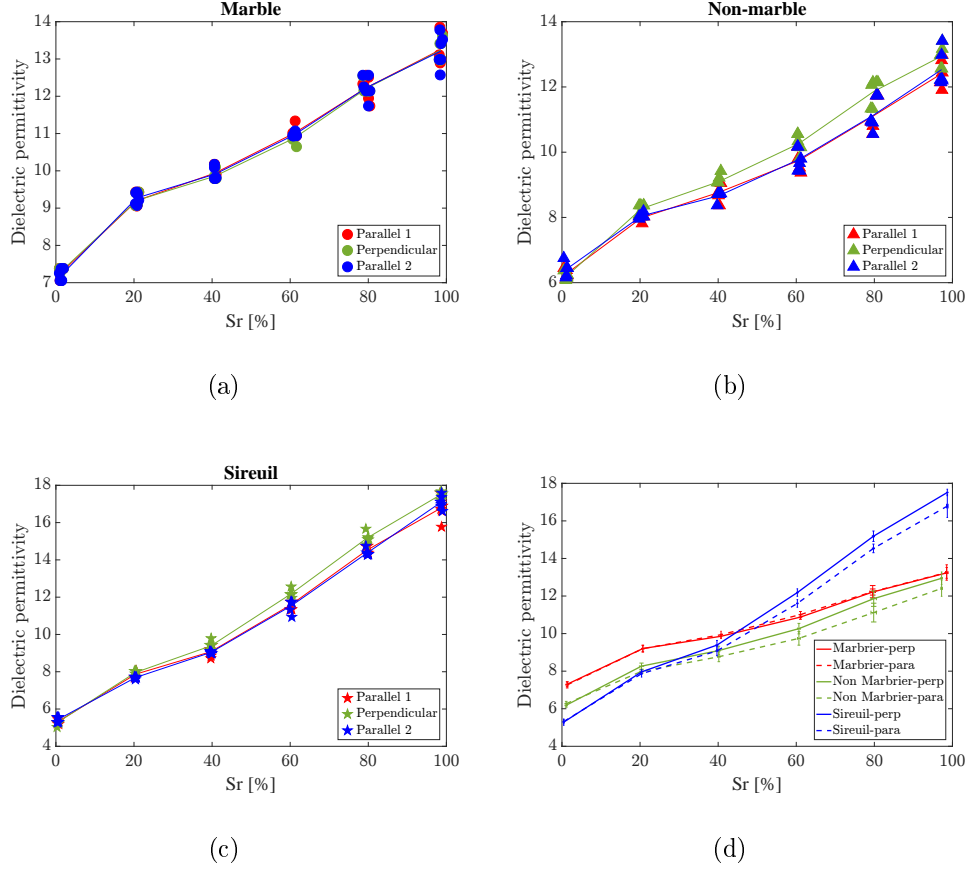 Marble
14
13
12
11
10
9
8
7
Dielectric permittivity
Parallel 1
Perpendicular
Parallel 2
0 20 40 60 80 100
Sr [%]
(a)
Non-marble
14
12
10
8
6
Dielectric permittivity
Parallel 1
Perpendicular
Parallel 2
0 20 40 60 80 100
Sr [%]
(b)
Sireuil
18
16
14
12
10
8
6
4
Dielectric permittivity
Parallel 1
Perpendicular
Parallel 2
0 20 40 60 80 100
Sr [%]
(c)
18
16
14
12
10
8
6
4
Dielectric permittivity
Marbrier-perp
Marbrier-para
Non Marbrier-perp
Non Marbrier-para
Sireuil-perp
Sireuil-para
0 20 40 60 80 100
Sr [%]
(d)